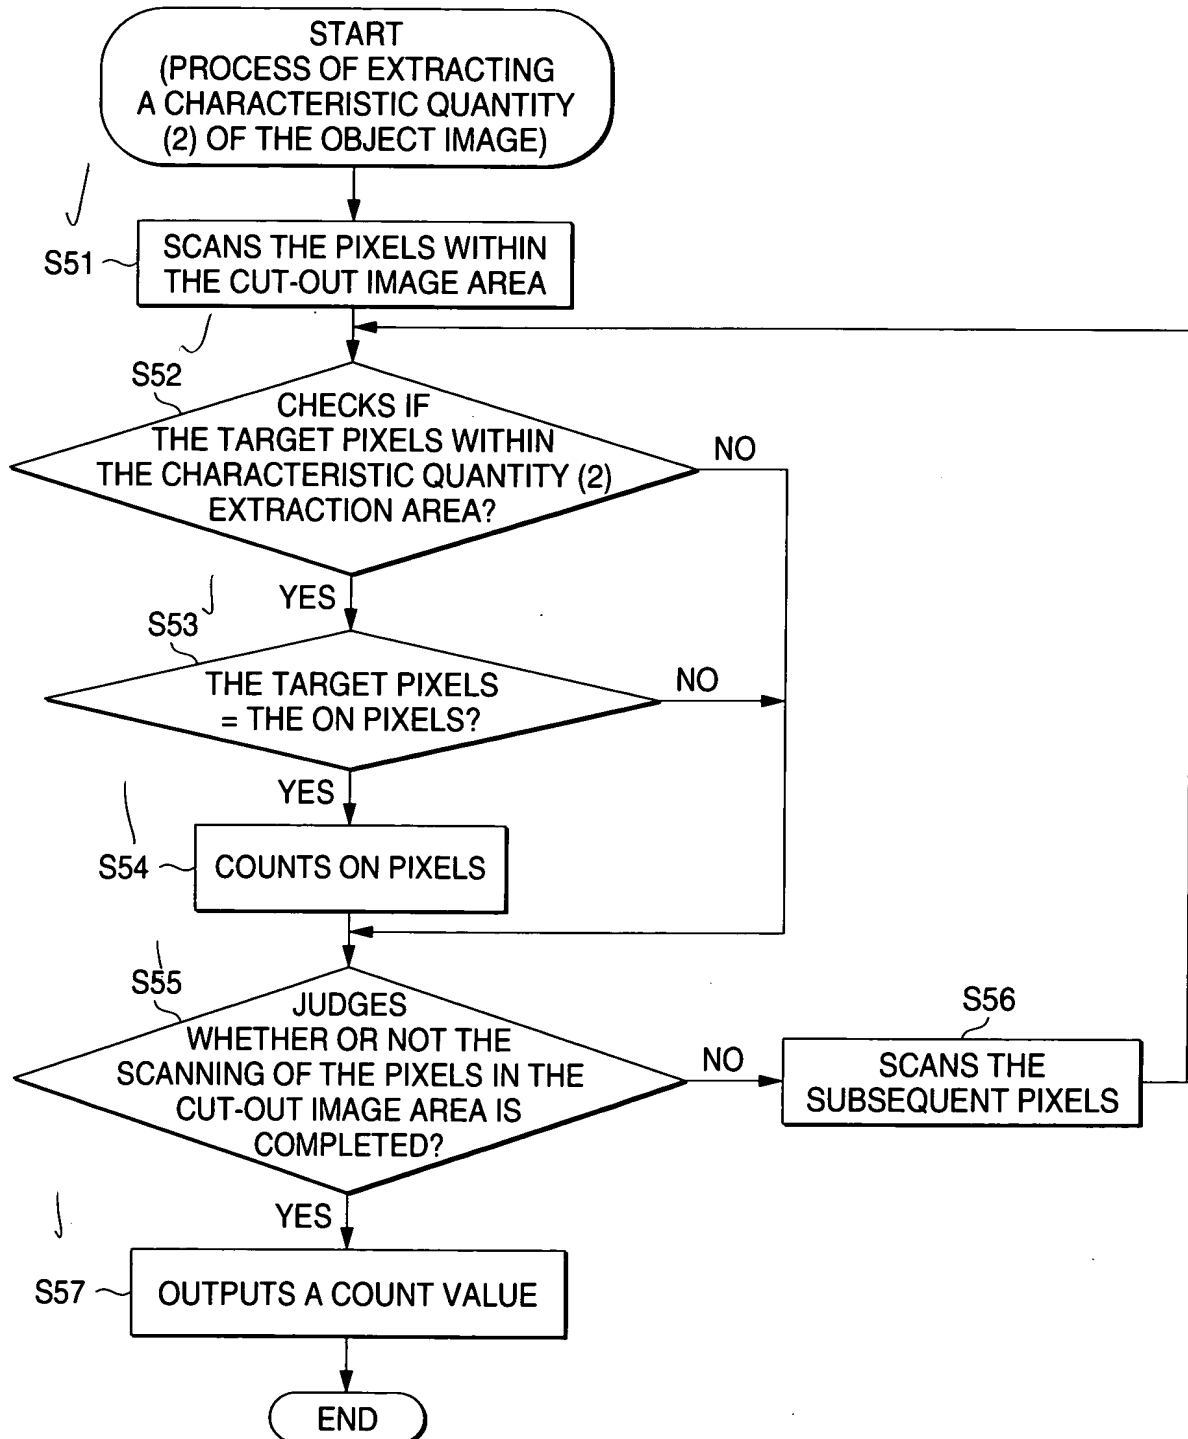 START
(PROCESS OF EXTRACTING
A CHARACTERISTIC QUANTITY
(2) OF THE OBJECT IMAGE)
S51
SCANS THE PIXELS WITHIN
THE CUT-OUT IMAGE AREA
S52
CHECKS IF
THE TARGET PIXELS WITHIN
THE CHARACTERISTIC QUANTITY (2)
EXTRACTION AREA?
NO
YES
S53
THE TARGET PIXELS
= THE ON PIXELS?
NO
YES
S54
COUNTS ON PIXELS
S55
JUDGES
WHETHER OR NOT THE
SCANNING OF THE PIXELS IN THE
CUT-OUT IMAGE AREA IS
COMPLETED?
NO
S56
SCANS THE
SUBSEQUENT PIXELS
YES
S57
OUTPUTS A COUNT VALUE
END